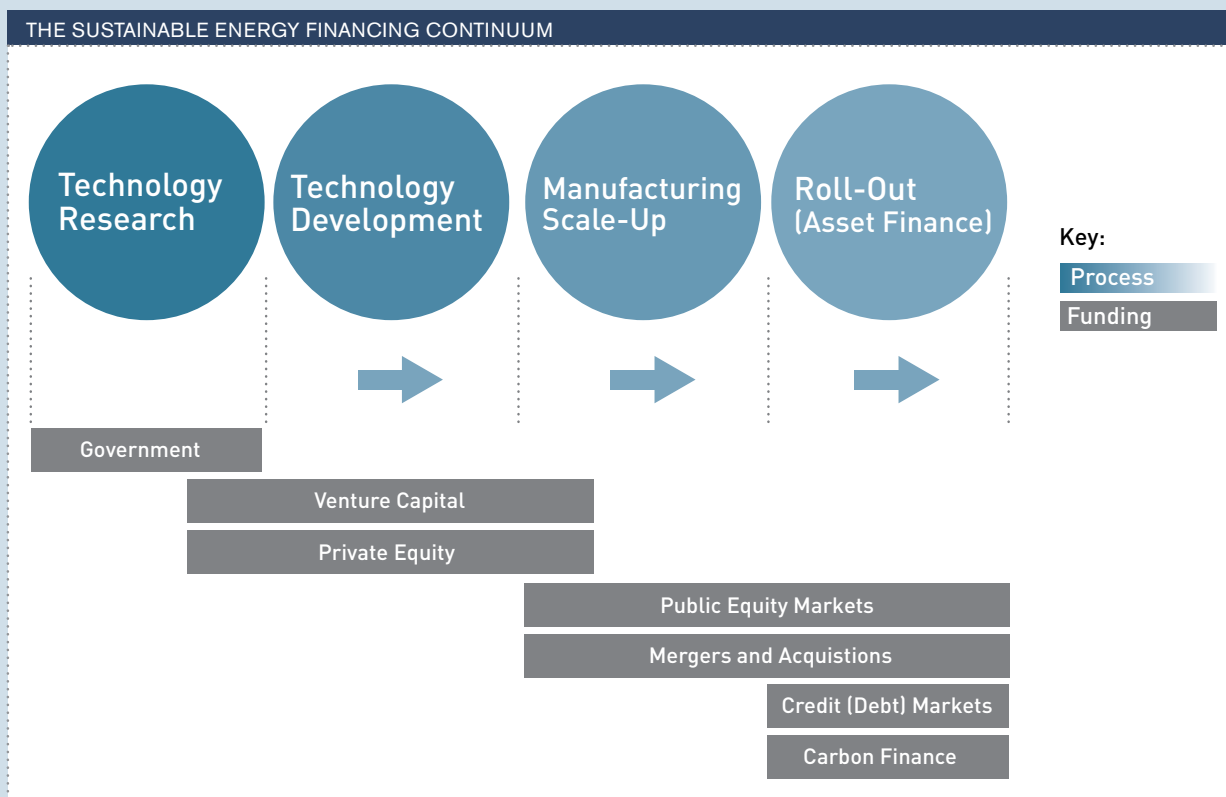 THE SUSTAINABLE ENERGY FINANCING CONTINUUM
Technology
Research
Technology
Development
Manufacturing
Scale-Up
Roll-Out
(Asset Finance)
Key:
Process
Funding
Government
Venture Capital
Private Equity
Public Equity Markets
Mergers and Acquistions
Credit (Debt) Markets
Carbon Finance